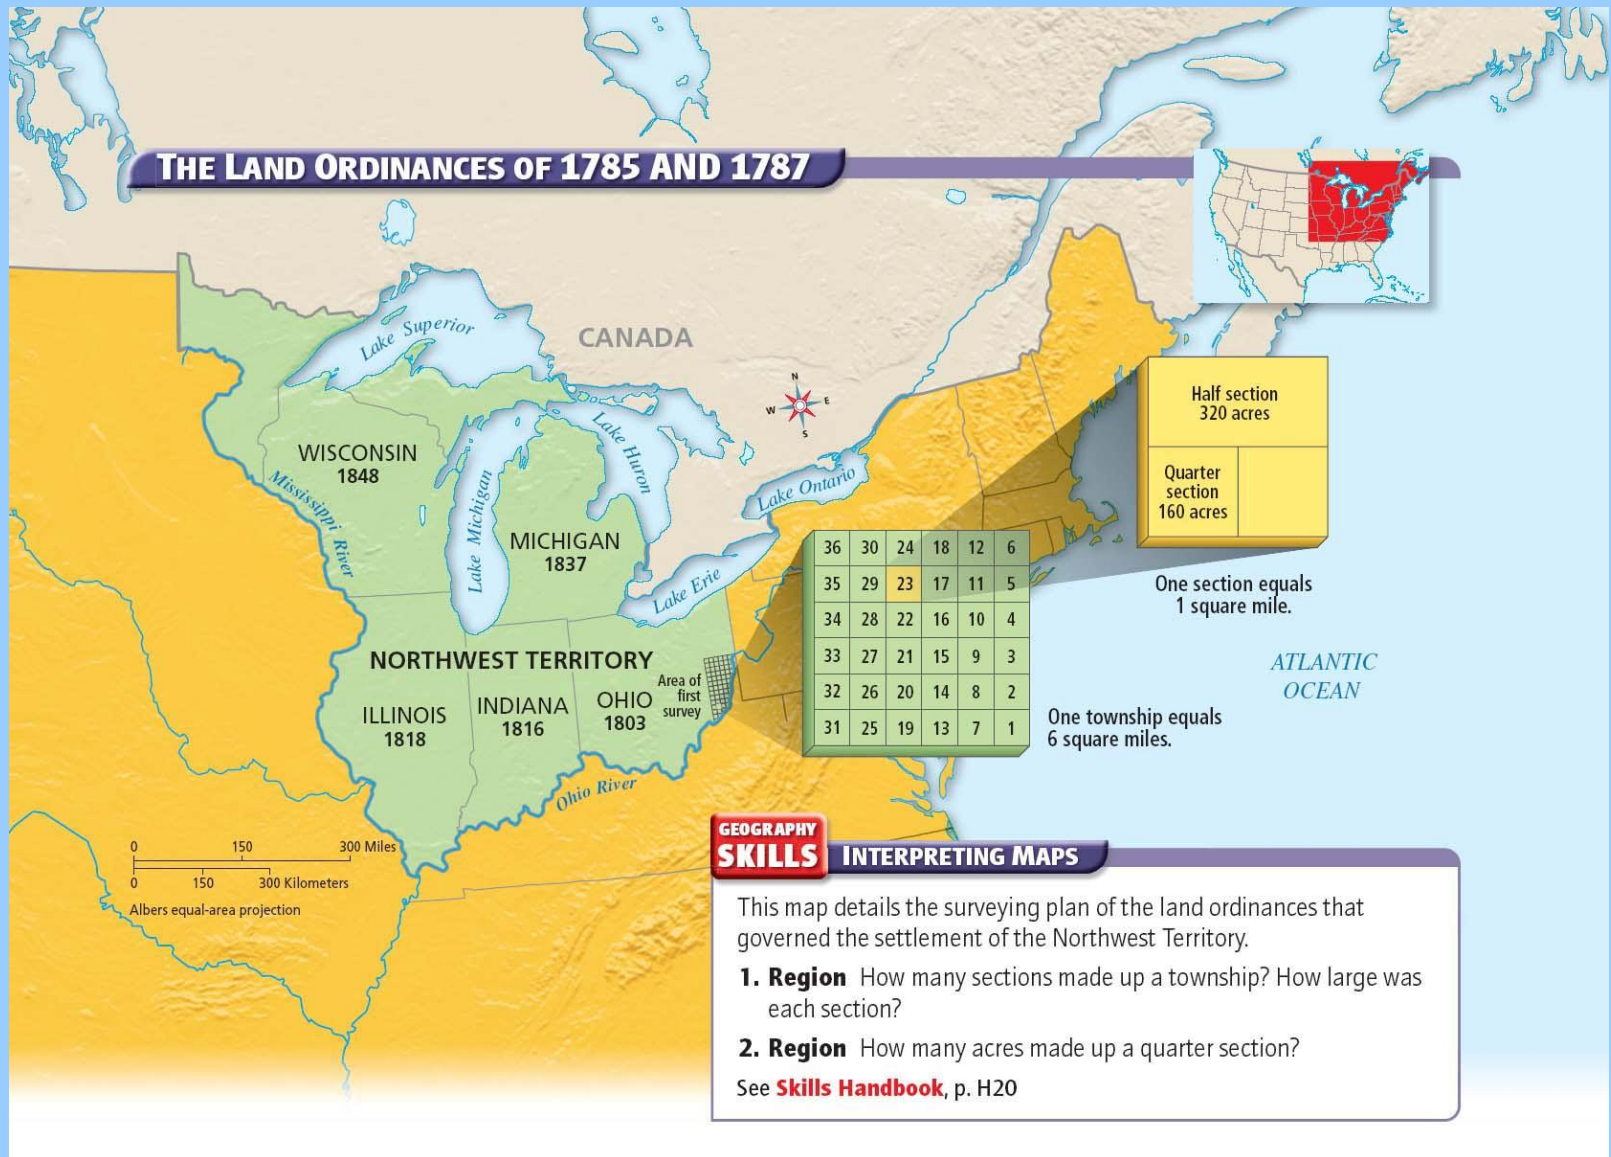 THE LAND ORDINANCES OF 1785 AND 1787
CANADA
Lake Superior
N
W E
S
WISCONSIN
1848
Mississippi River
Lake Michigan
Lake Huron
MICHIGAN
1837
Lake Ontario
Lake Erie
NORTHWEST TERRITORY
ILLINOIS
1818
INDIANA
1816
OHIO
1803
Area of
first
survey
Ohio River
Half section
320 acres
Quarter
section
160 acres
One section equals
1 square mile.
36 30 24 18 12 6
35 29 23 17 11 5
34 28 22 16 10 4
33 27 21 15 9 3
32 26 20 14 8 2
31 25 19 13 7 1
One township equals
6 square miles.
ATLANTIC
OCEAN
0 150 300 Miles
0 150 300 Kilometers
Albers equal-area projection
GEOGRAPHY
SKILLS INTERPRETING MAPS
This map details the surveying plan of the land ordinances that
governed the settlement of the Northwest Territory.
1. Region How many sections made up a township? How large was
each section?
2. Region How many acres made up a quarter section?
See Skills Handbook, p. H20